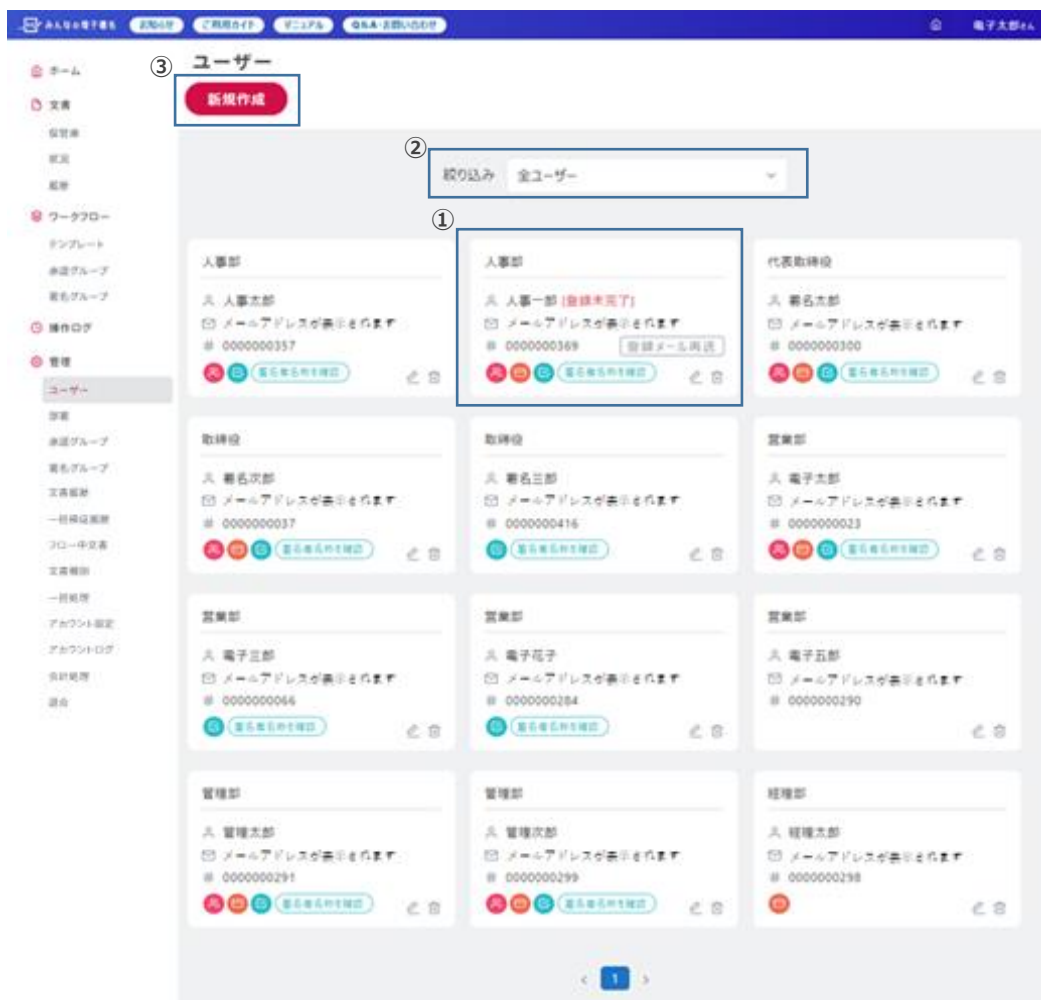 みんなの電子署名 お知らせ ご利用ガイド マニュアル Q&A・お問い合わせ 電子太郎さん
ホーム
文書
保管庫
状況
履歴
ワークフロー
テンプレート
承認グループ
署名グループ
操作ログ
管理
ユーザー
部署
承認グループ
署名グループ
文書履歴
一括検証履歴
フロー中文書
文書種別
一括処理
アカウント設定
アカウントログ
会計処理
退会
ユーザー
③
新規作成
②
絞り込み 全ユーザー
①
人事部
人事太郎
メールアドレスが表示されます
# 0000000357
署名者名称を確認
人事部
人事一郎 (登録未完了)
メールアドレスが表示されます
# 0000000369 登録メール再送
署名者名称を確認
代表取締役
署名太郎
メールアドレスが表示されます
# 0000000300
署名者名称を確認
取締役
署名次郎
メールアドレスが表示されます
# 0000000037
署名者名称を確認
取締役
署名三郎
メールアドレスが表示されます
# 0000000416
署名者名称を確認
営業部
電子太郎
メールアドレスが表示されます
# 0000000023
署名者名称を確認
営業部
電子三郎
メールアドレスが表示されます
# 0000000066
署名者名称を確認
営業部
電子花子
メールアドレスが表示されます
# 0000000284
署名者名称を確認
営業部
電子五郎
メールアドレスが表示されます
# 0000000290
管理部
管理太郎
メールアドレスが表示されます
# 0000000291
署名者名称を確認
管理部
管理次郎
メールアドレスが表示されます
# 0000000299
署名者名称を確認
経理部
経理太郎
メールアドレスが表示されます
# 0000000298
< 1 >